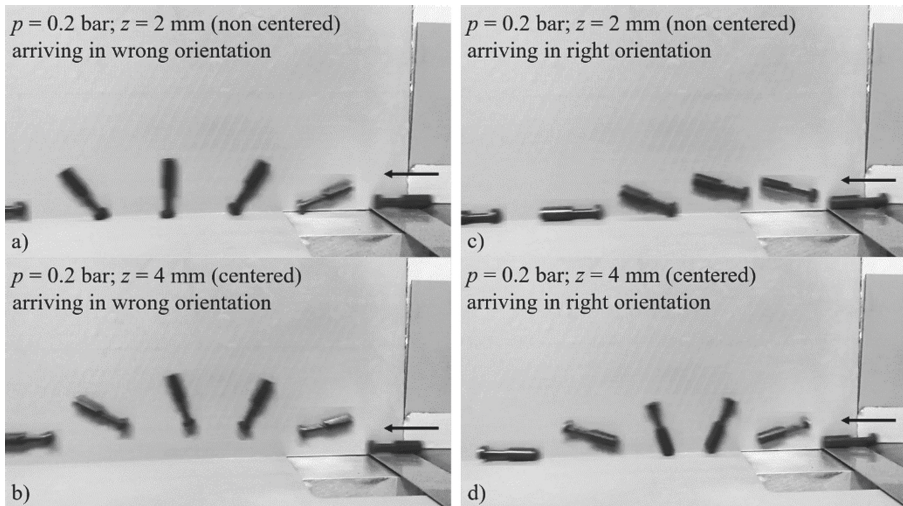 p = 0.2 bar; z = 2 mm (non centered)
arriving in wrong orientation
a)
p = 0.2 bar; z = 2 mm (non centered)
arriving in right orientation
c)
p = 0.2 bar; z = 4 mm (centered)
arriving in wrong orientation
b)
p = 0.2 bar; z = 4 mm (centered)
arriving in right orientation
d)